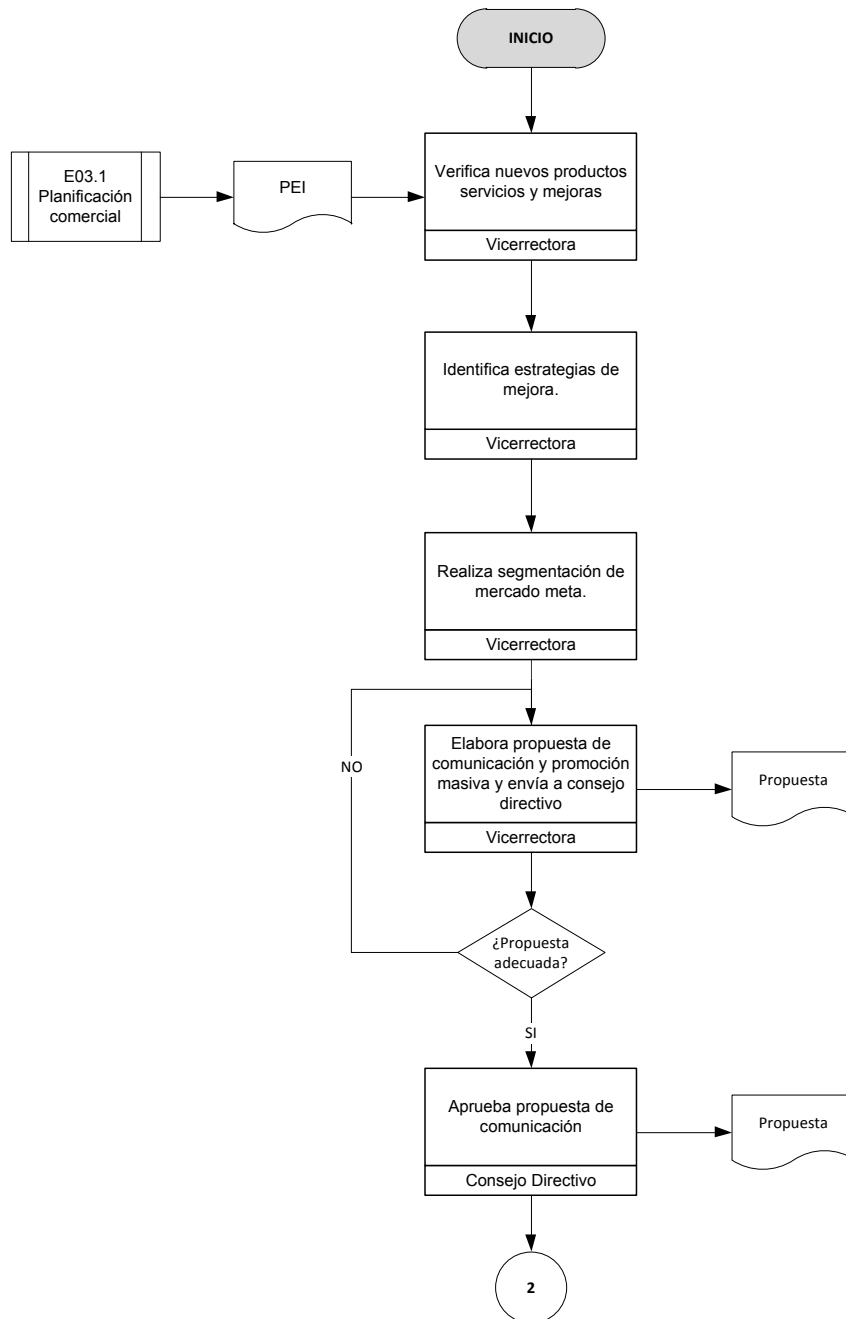 INICIO
E03.1
Planificación
comercial
PEI
Verifica nuevos productos
servicios y mejoras
Vicerrectora
Identifica estrategias de
mejora.
Vicerrectora
Realiza segmentación de
mercado meta.
Vicerrectora
Elabora propuesta de
comunicación y promoción
masiva y envía a consejo
directivo
Vicerrectora
Propuesta
NO
¿Propuesta
adecuada?
SI
Aprueba propuesta de
comunicación
Consejo Directivo
Propuesta
2